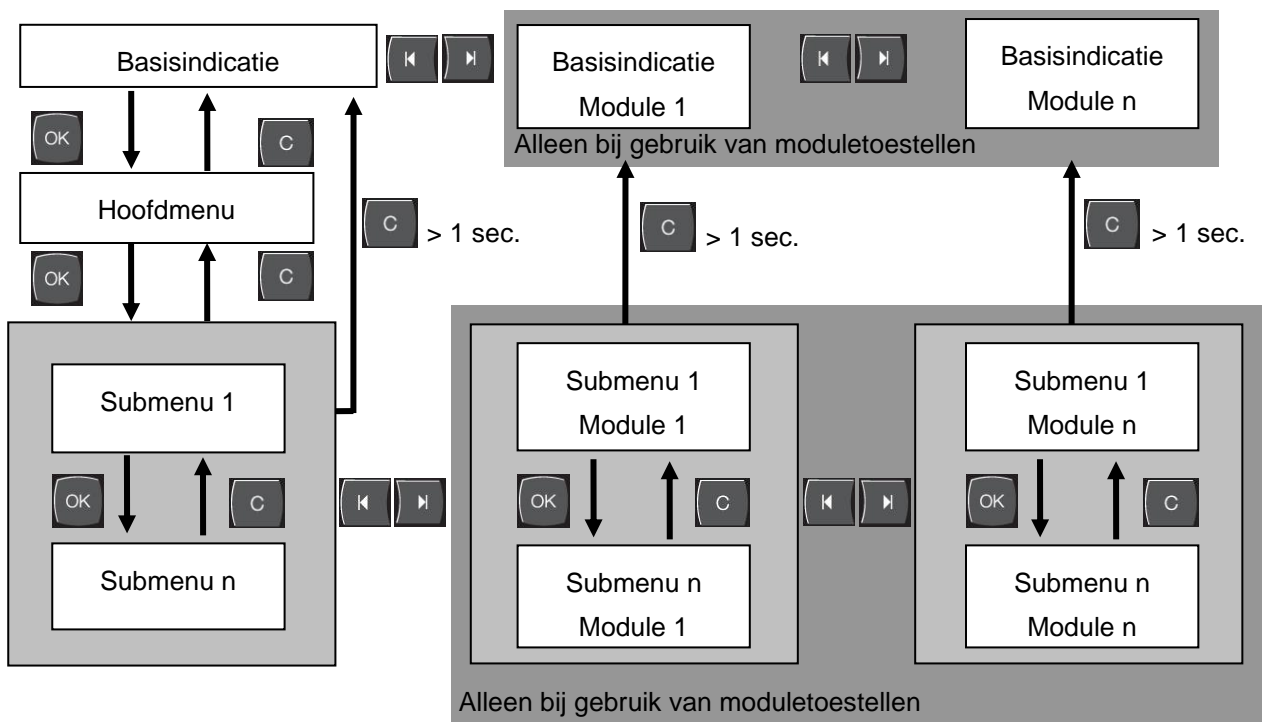 Basisindicatie
Basisindicatie
Module 1
Basisindicatie
Module n
Alleen bij gebruik van moduletoestellen
OK
C
Hoofdmenu
C
> 1 sec.
C
> 1 sec.
C
> 1 sec.
OK
C
Submenu 1
OK
C
Submenu n
Submenu 1
Module 1
OK
C
Submenu n
Module 1
Submenu 1
Module n
OK
C
Submenu n
Module n
Alleen bij gebruik van moduletoestellen